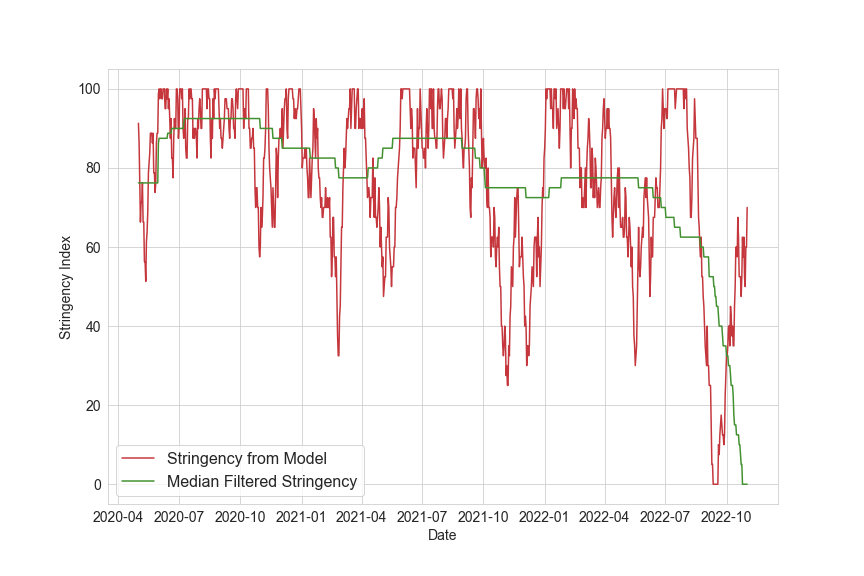 100
80
60
40
20
0
Stringency Index
Stringency from Model
Median Filtered Stringency
2020-04 2020-07 2020-10 2021-01 2021-04 2021-07 2021-10 2022-01 2022-04 2022-07 2022-10
Date